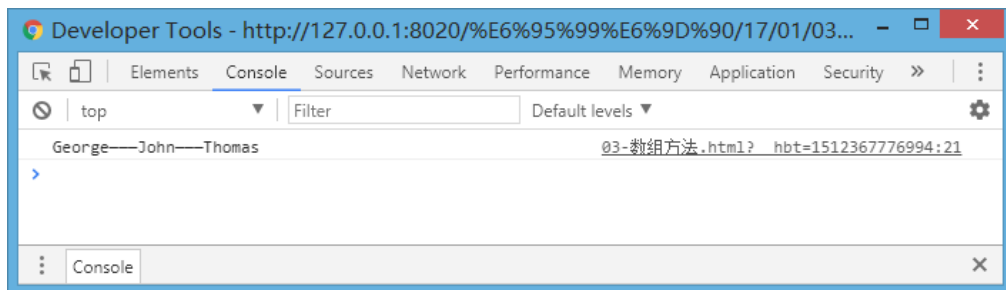 Developer Tools - http://127.0.0.1:8020/%E6%95%99%E6%9D%90/17/01/03...
Elements Console Sources Network Performance Memory Application Security »
top Filter Default levels
George———John———Thomas 03-数组方法.html?__hbt=1512367776994:21
>
Console